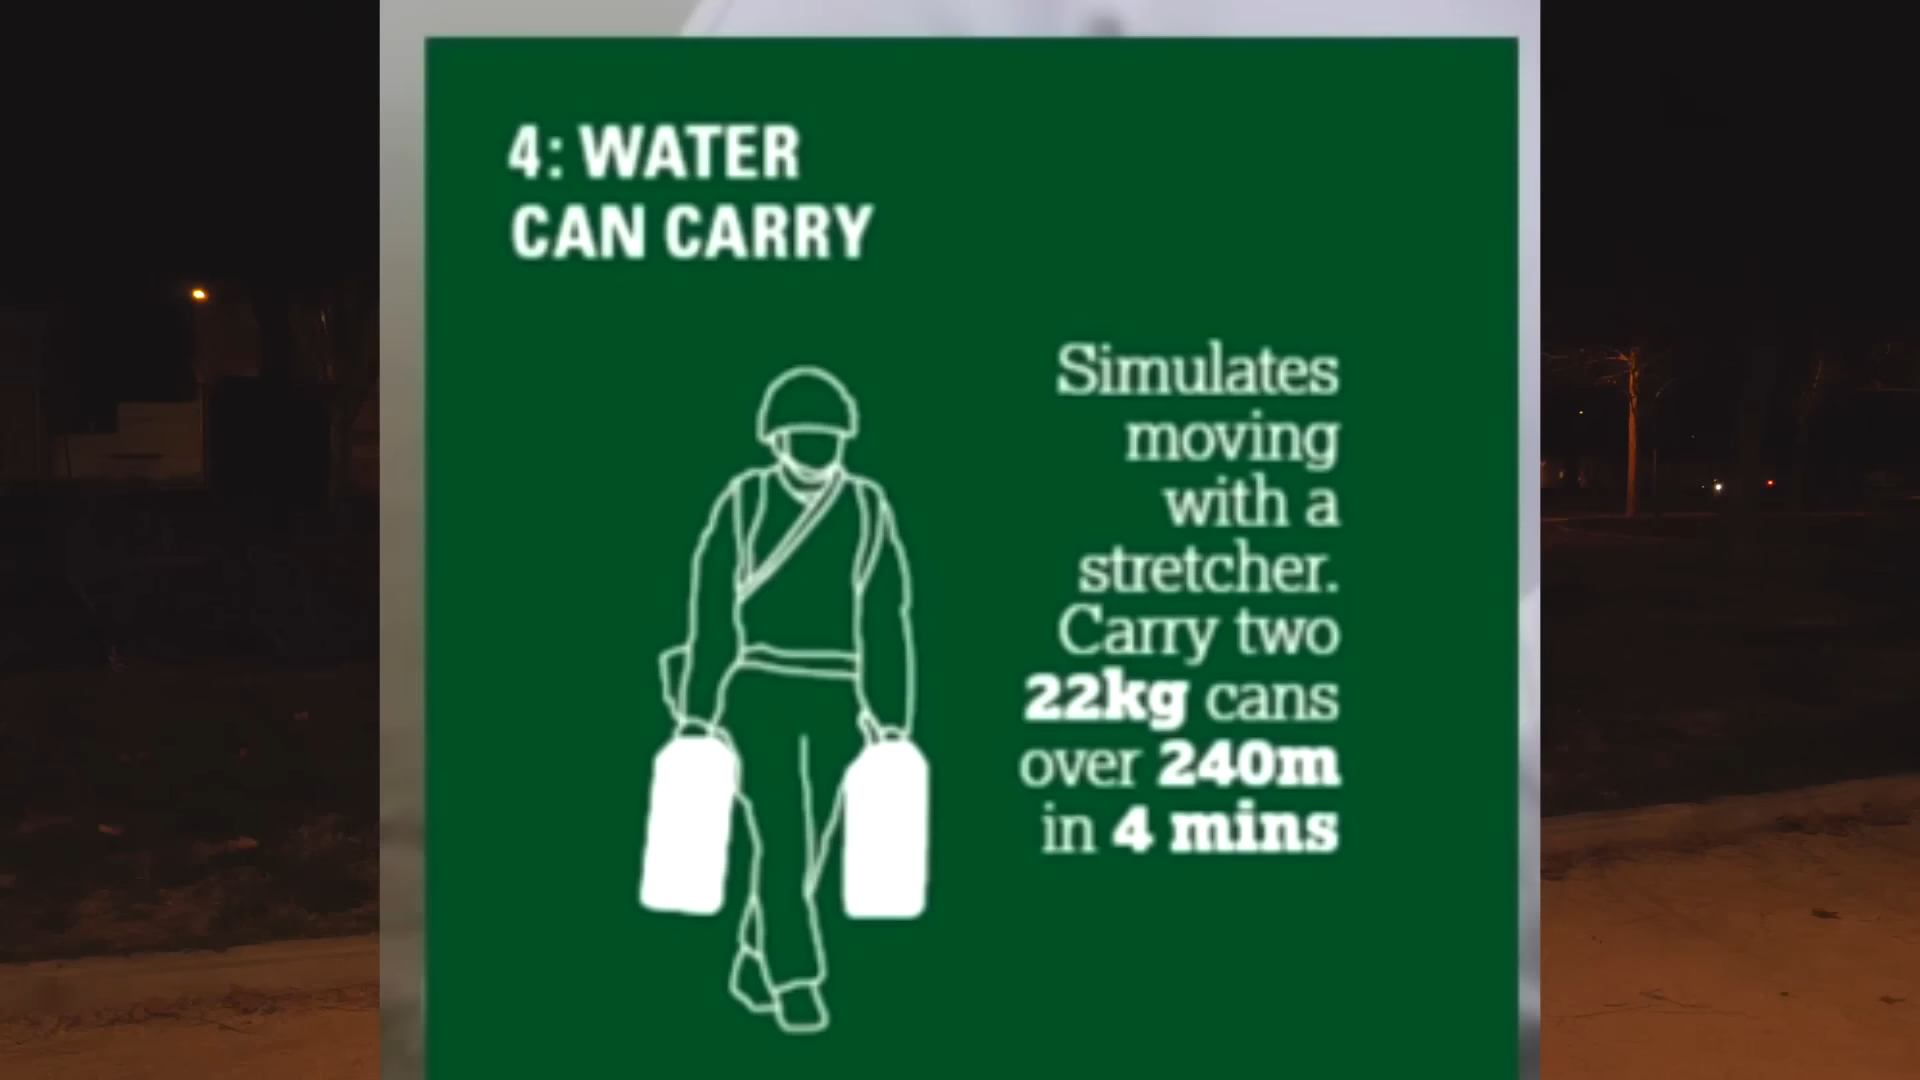 4: WATER
CAN CARRY
Simulates
moving
with a
stretcher.
Carry two
22kg cans
over 240m
in 4 mins